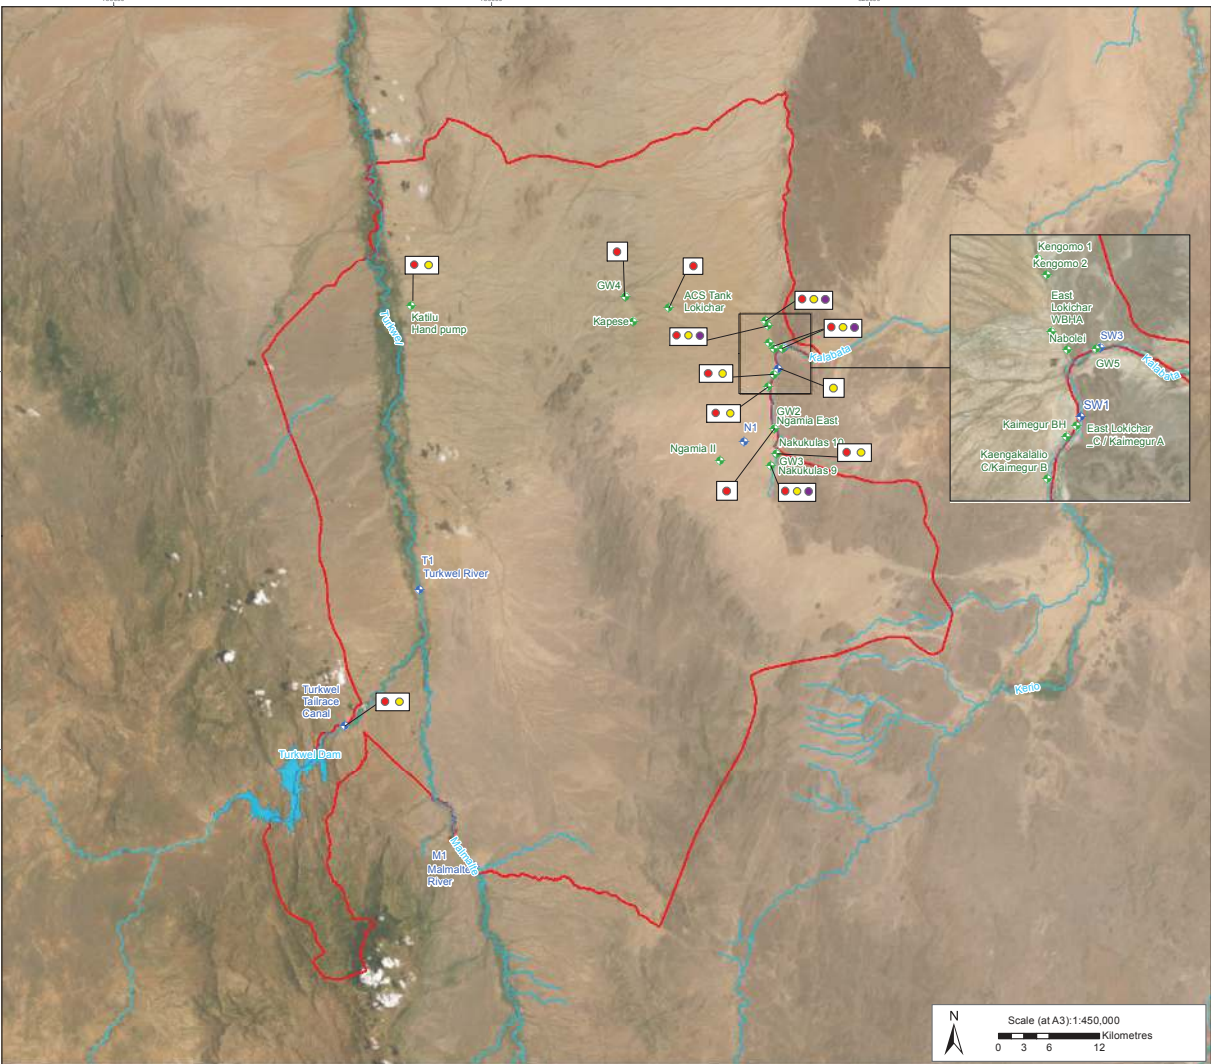 Kengomo 1
Kengomo 2
East
Lokichar
WBHA
Nabolei
SW3
GW5
Kalabata
SW1
Kaimegur BH
East Lokichar
_C / Kaimegur A
Kaengakalalio
C/Kaimegur B
GW4
ACS Tank
Lokichar
Kapese
Katilu
Hand pump
Turkwel
Kalabata
GW2
Ngamia East
N1
Nakukulas 10
Ngamia II
GW3
Nakukulas 9
T1
Turkwel River
Turkwel
Tailrace
Canal
Turkwel Dam
Kerio
Malmalte
M1
Malmalte
River
N
Scale (at A3):1:450,000
Kilometres
0 3 6 12